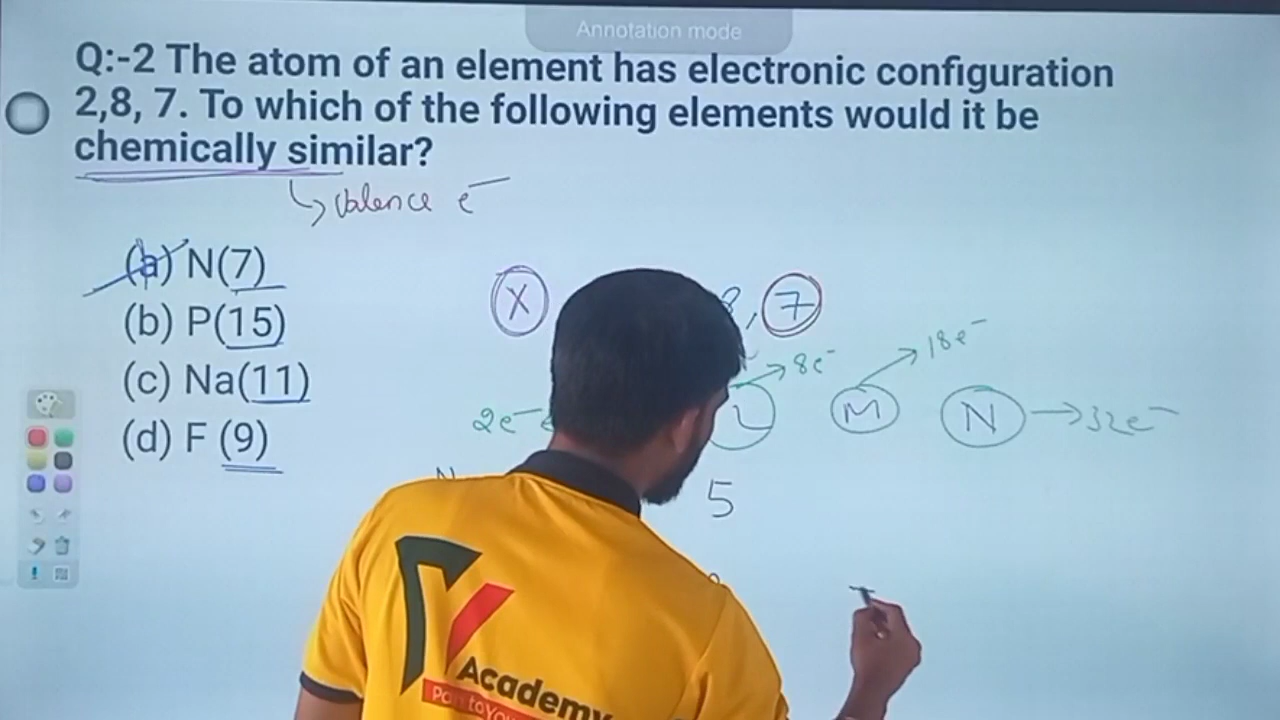 Annotation mode
Q:-2 The atom of an element has electronic configuration
2,8, 7. To which of the following elements would it be
chemically similar?
valence e⁻
(a) N(7)
(b) P(15)
(c) Na(11)
(d) F (9)
X 8, 7
8e⁻ 18e⁻
2e⁻ L M N 32e⁻
N 5
Academy